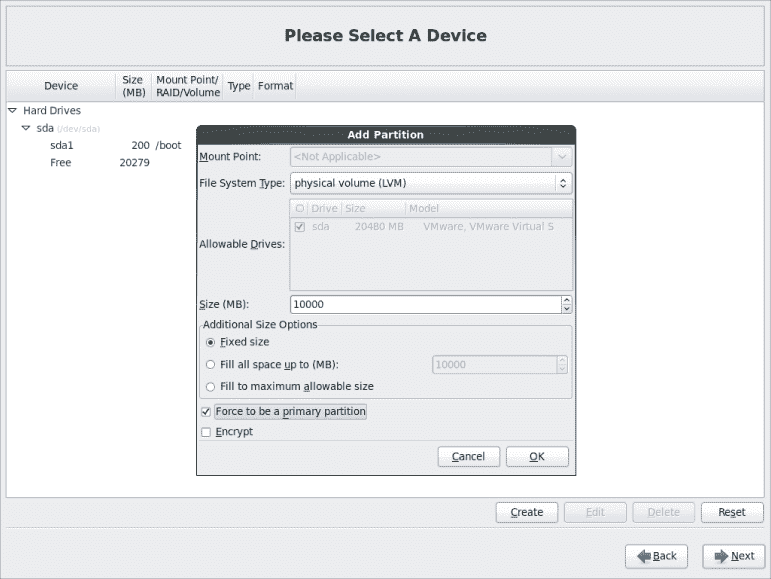 Please Select A Device
Device Size (MB) Mount Point/ RAID/Volume Type Format
Hard Drives
sda (/dev/sda)
sda1 200 /boot
Free 20279
Add Partition
Mount Point: <Not Applicable>
File System Type: physical volume (LVM)
Drive Size Model
sda 20480 MB VMware, VMware Virtual S
Allowable Drives:
Size (MB): 10000
Additional Size Options
Fixed size
Fill all space up to (MB): 10000
Fill to maximum allowable size
Force to be a primary partition
Encrypt
Cancel OK
Create Edit Delete Reset
Back Next